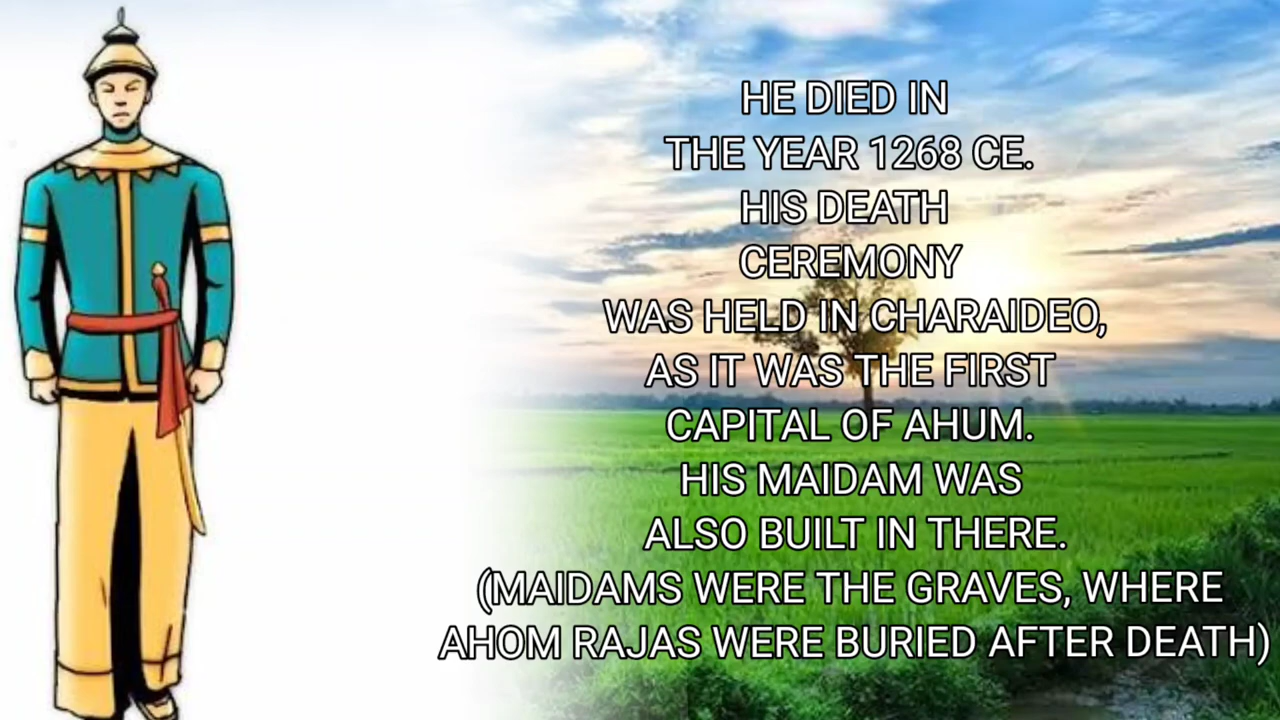 HE DIED IN
THE YEAR 1268 CE.
HIS DEATH
CEREMONY
WAS HELD IN CHARAIDEO,
AS IT WAS THE FIRST
CAPITAL OF AHUM.
HIS MAIDAM WAS
ALSO BUILT IN THERE.
(MAIDAMS WERE THE GRAVES, WHERE
AHOM RAJAS WERE BURIED AFTER DEATH)